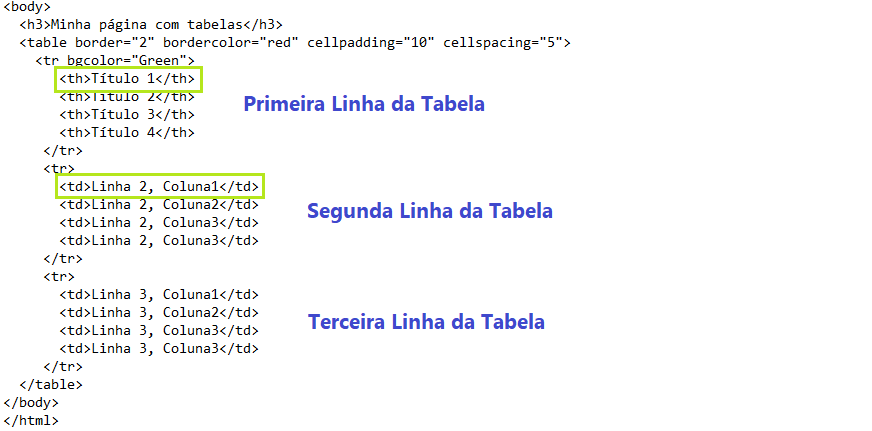 <body>
<h3>Minha página com tabelas</h3>
<table border="2" bordercolor="red" cellpadding="10" cellspacing="5">
<tr bgcolor="Green">
<th>Título 1</th>
<th>Título 2</th>
Primeira Linha da Tabela
<th>Título 3</th>
<th>Título 4</th>
</tr>
<tr>
<td>Linha 2, Coluna1</td>
<td>Linha 2, Coluna2</td>
Segunda Linha da Tabela
<td>Linha 2, Coluna3</td>
<td>Linha 2, Coluna3</td>
</tr>
<tr>
<td>Linha 3, Coluna1</td>
<td>Linha 3, Coluna2</td>
Terceira Linha da Tabela
<td>Linha 3, Coluna3</td>
<td>Linha 3, Coluna3</td>
</tr>
</table>
</body>
</html>